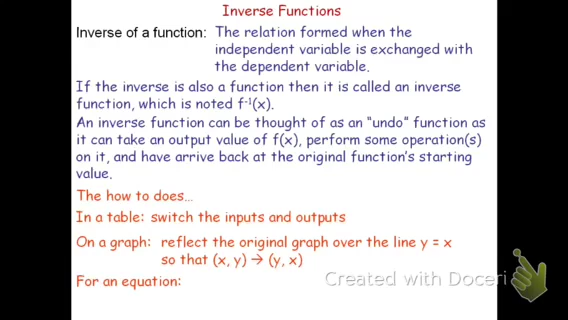 Inverse Functions
Inverse of a function: The relation formed when the
independent variable is exchanged with
the dependent variable.
If the inverse is also a function then it is called an inverse
function, which is noted f⁻¹(x).
An inverse function can be thought of as an “undo” function as
it can take an output value of f(x), perform some operation(s)
on it, and have arrive back at the original function’s starting
value.
The how to does…
In a table: switch the inputs and outputs
On a graph: reflect the original graph over the line y = x
so that (x, y) → (y, x)
For an equation:
Created with Doceri